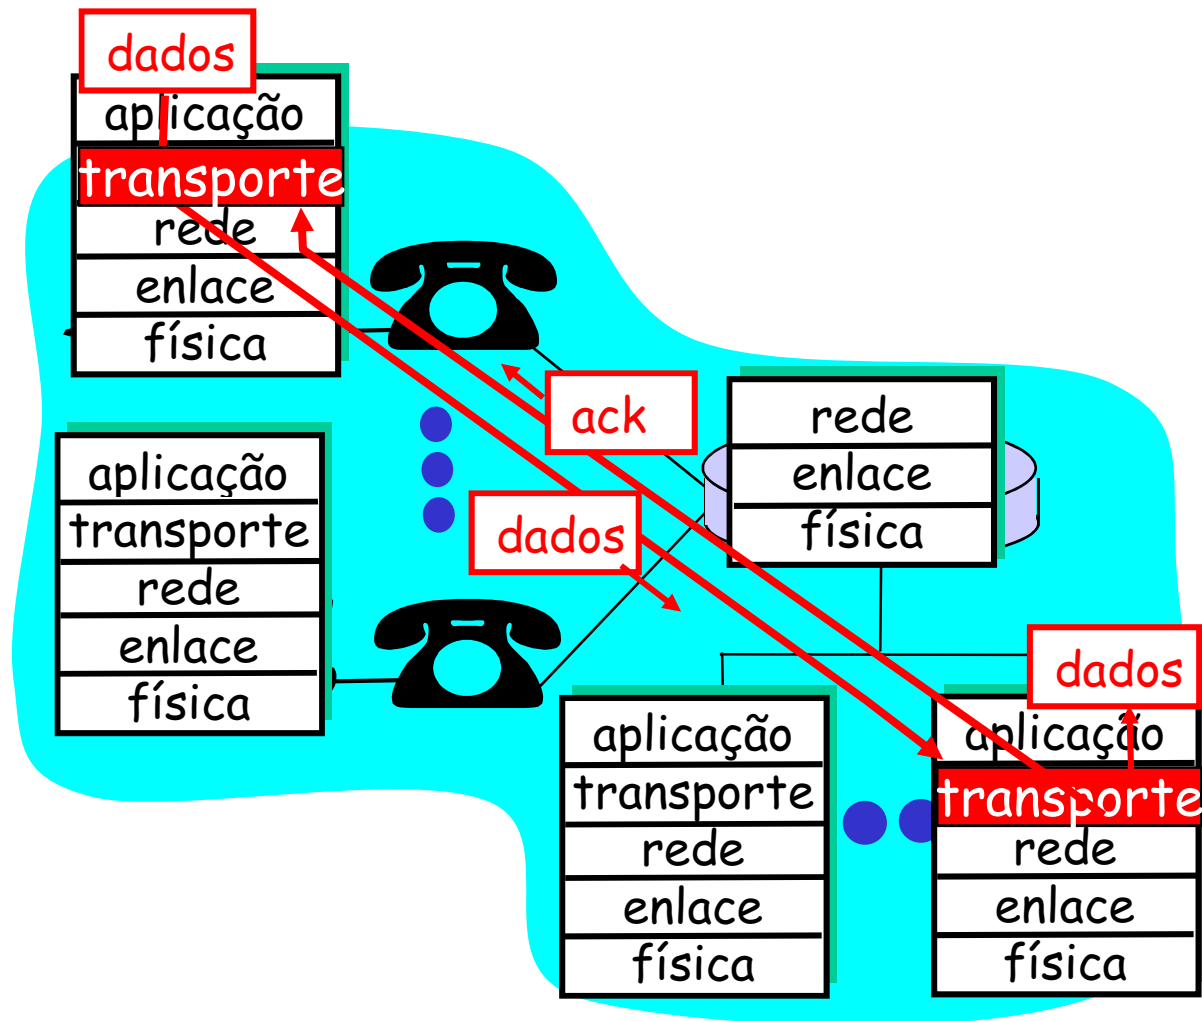 dados
aplicação
transporte
rede
enlace
física
ack
rede
enlace
física
aplicação
transporte
rede
enlace
física
dados
dados
aplicação
transporte
rede
enlace
física
aplicação
transporte
rede
enlace
física